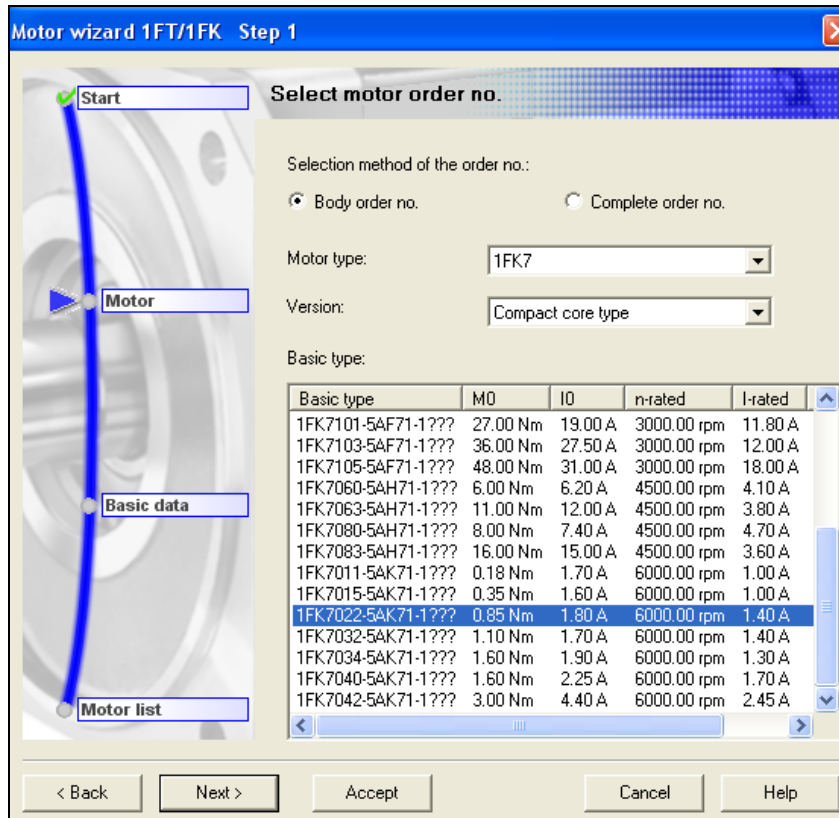 Motor wizard 1FT/1FK Step 1
Start
Motor
Basic data
Motor list
Select motor order no.
Selection method of the order no.:
Body order no. Complete order no.
Motor type: 1FK7
Version: Compact core type
Basic type:
Basic type M0 I0 n-rated I-rated
1FK7101-5AF71-1??? 27.00 Nm 19.00 A 3000.00 rpm 11.80 A
1FK7103-5AF71-1??? 36.00 Nm 27.50 A 3000.00 rpm 12.00 A
1FK7105-5AF71-1??? 48.00 Nm 31.00 A 3000.00 rpm 18.00 A
1FK7060-5AH71-1??? 6.00 Nm 6.20 A 4500.00 rpm 4.10 A
1FK7063-5AH71-1??? 11.00 Nm 12.00 A 4500.00 rpm 3.80 A
1FK7080-5AH71-1??? 8.00 Nm 7.40 A 4500.00 rpm 4.70 A
1FK7083-5AH71-1??? 16.00 Nm 15.00 A 4500.00 rpm 3.60 A
1FK7011-5AK71-1??? 0.18 Nm 1.70 A 6000.00 rpm 1.00 A
1FK7015-5AK71-1??? 0.35 Nm 1.60 A 6000.00 rpm 1.00 A
1FK7022-5AK71-1??? 0.85 Nm 1.80 A 6000.00 rpm 1.40 A
1FK7032-5AK71-1??? 1.10 Nm 1.70 A 6000.00 rpm 1.40 A
1FK7034-5AK71-1??? 1.60 Nm 1.90 A 6000.00 rpm 1.30 A
1FK7040-5AK71-1??? 1.60 Nm 2.25 A 6000.00 rpm 1.70 A
1FK7042-5AK71-1??? 3.00 Nm 4.40 A 6000.00 rpm 2.45 A
< Back Next > Accept Cancel Help